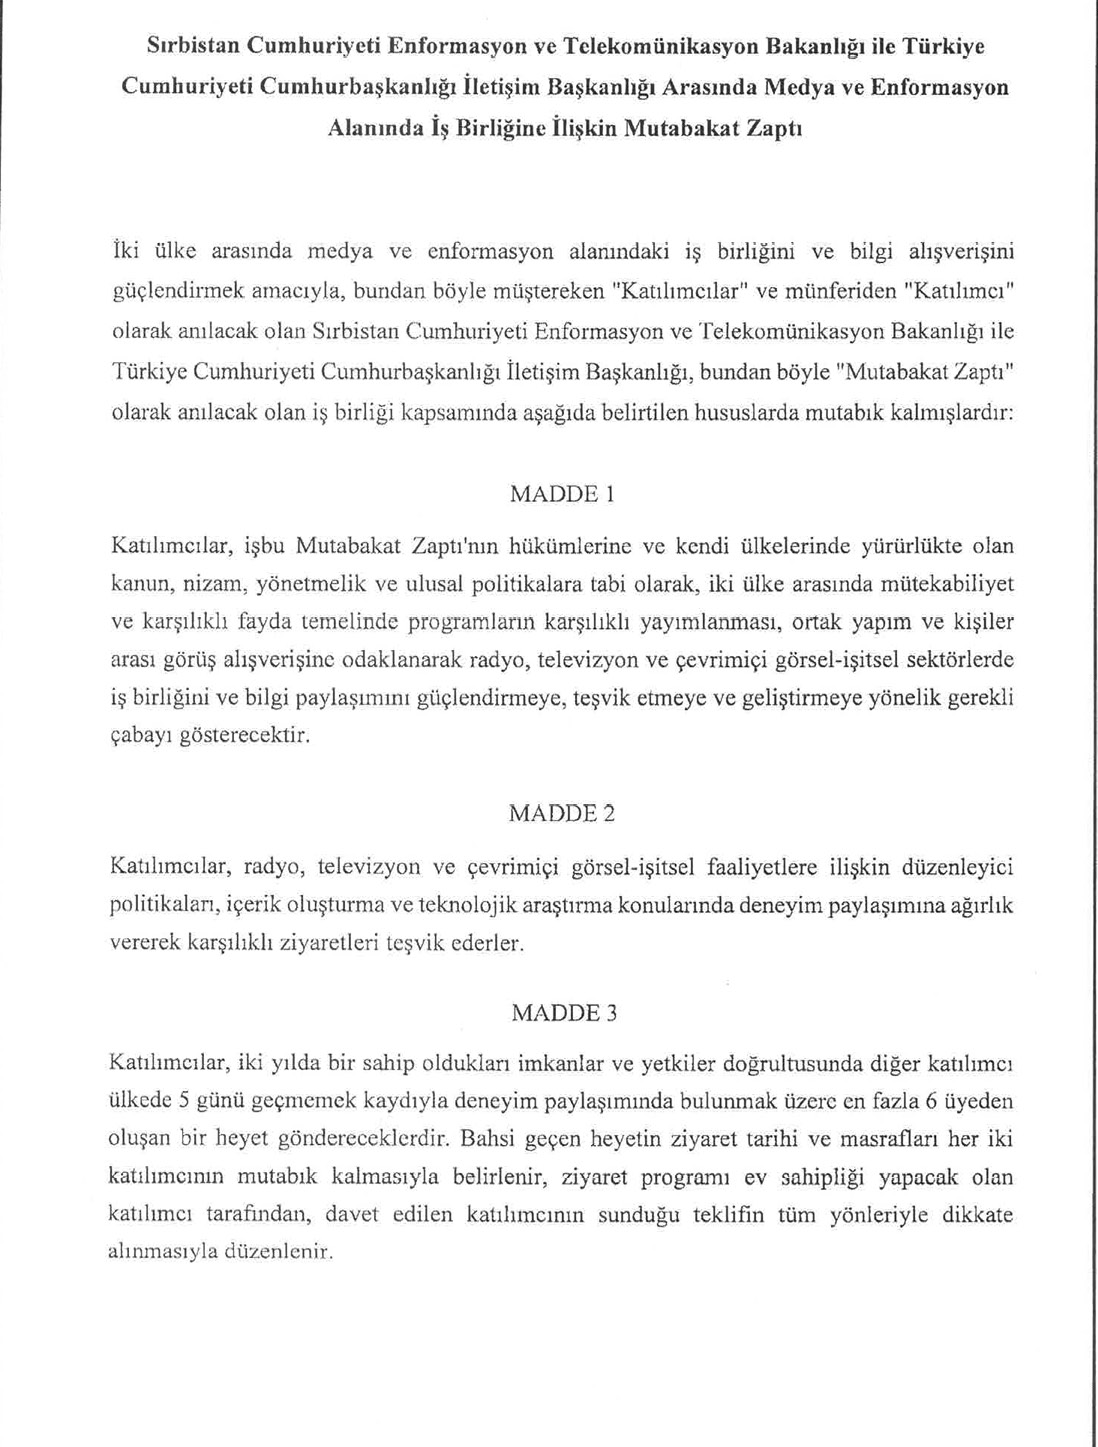 Sırbistan Cumhuriyeti Enformasyon ve Telekomünikasyon Bakanlığı ile Türkiye
Cumhuriyeti Cumhurbaşkanlığı İletişim Başkanlığı Arasında Medya ve Enformasyon
Alanında İş Birliğine İlişkin Mutabakat Zaptı
İki ülke arasında medya ve enformasyon alanındaki iş birliğini ve bilgi alışverişini
güçlendirmek amacıyla, bundan böyle müştereken "Katılımcılar" ve münferiden "Katılımcı"
olarak anılacak olan Sırbistan Cumhuriyeti Enformasyon ve Telekomünikasyon Bakanlığı ile
Türkiye Cumhuriyeti Cumhurbaşkanlığı İletişim Başkanlığı, bundan böyle "Mutabakat Zaptı"
olarak anılacak olan iş birliği kapsamında aşağıda belirtilen hususlarda mutabık kalmışlardır:
MADDE 1
Katılımcılar, işbu Mutabakat Zaptı'nın hükümlerine ve kendi ülkelerinde yürürlükte olan
kanun, nizam, yönetmelik ve ulusal politikalara tabi olarak, iki ülke arasında mütekabiliyet
ve karşılıklı fayda temelinde programların karşılıklı yayımlanması, ortak yapım ve kişiler
arası görüş alışverişine odaklanarak radyo, televizyon ve çevrimiçi görsel-işitsel sektörlerde
iş birliğini ve bilgi paylaşımını güçlendirmeye, teşvik etmeye ve geliştirmeye yönelik gerekli
çabayı gösterecektir.
MADDE 2
Katılımcılar, radyo, televizyon ve çevrimiçi görsel-işitsel faaliyetlere ilişkin düzenleyici
politikaları, içerik oluşturma ve teknolojik araştırma konularında deneyim paylaşımına ağırlık
vererek karşılıklı ziyaretleri teşvik ederler.
MADDE 3
Katılımcılar, iki yılda bir sahip oldukları imkanlar ve yetkiler doğrultusunda diğer katılımcı
ülkede 5 günü geçmemek kaydıyla deneyim paylaşımında bulunmak üzere en fazla 6 üyeden
oluşan bir heyet göndereceklerdir. Bahsi geçen heyetin ziyaret tarihi ve masrafları her iki
katılımcının mutabık kalmasıyla belirlenir, ziyaret programı ev sahipliği yapacak olan
katılımcı tarafından, davet edilen katılımcının sunduğu teklifin tüm yönleriyle dikkate
alınmasıyla düzenlenir.